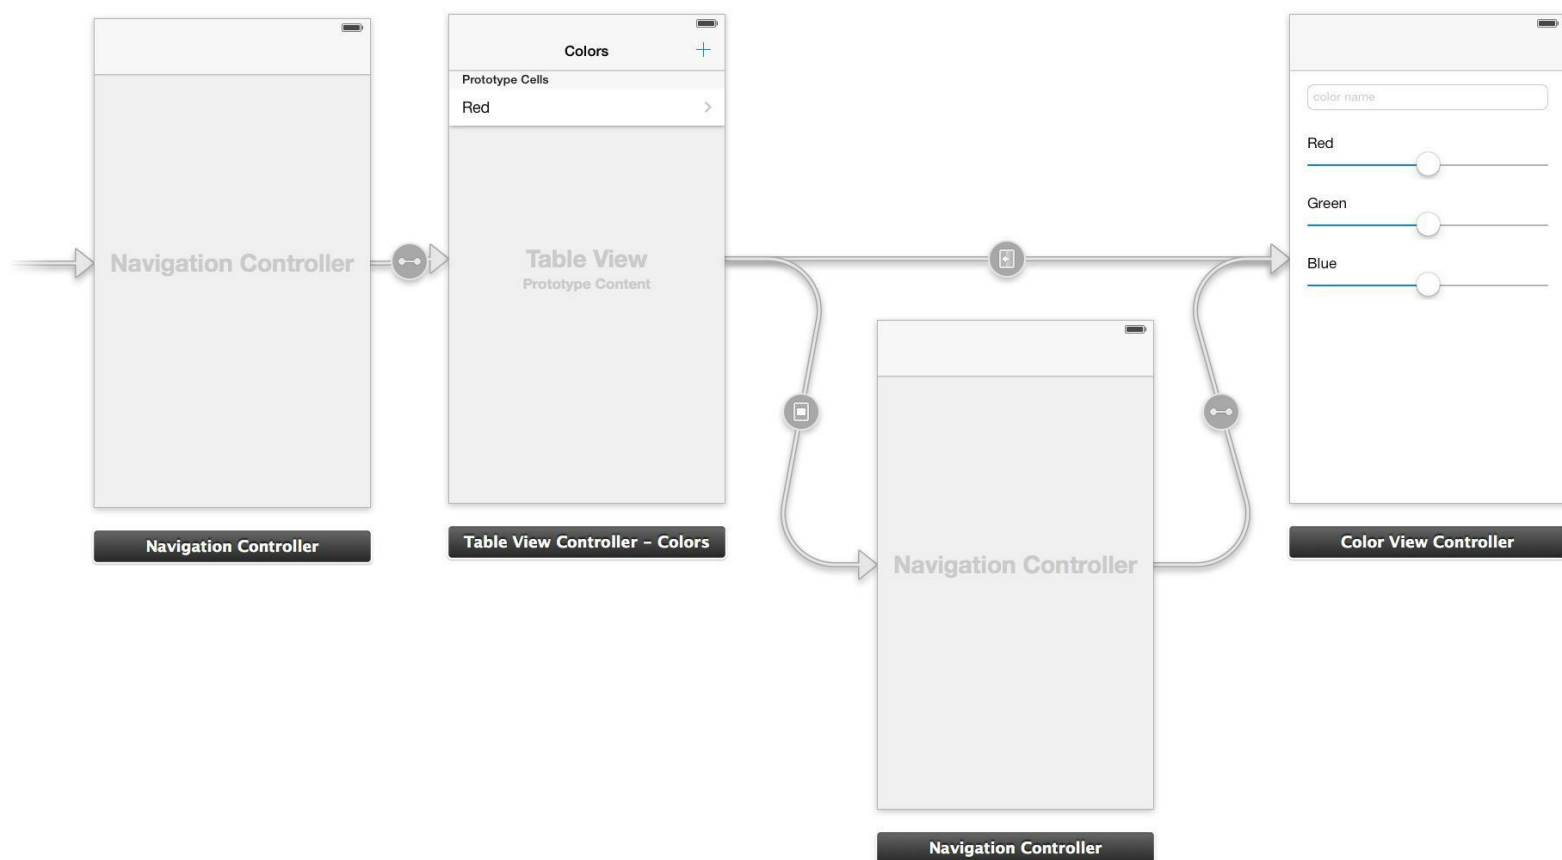 Navigation Controller
Navigation Controller
Colors
Prototype Cells
Red
Table View
Prototype Content
Table View Controller – Colors
Navigation Controller
Navigation Controller
color name
Red
Green
Blue
Color View Controller